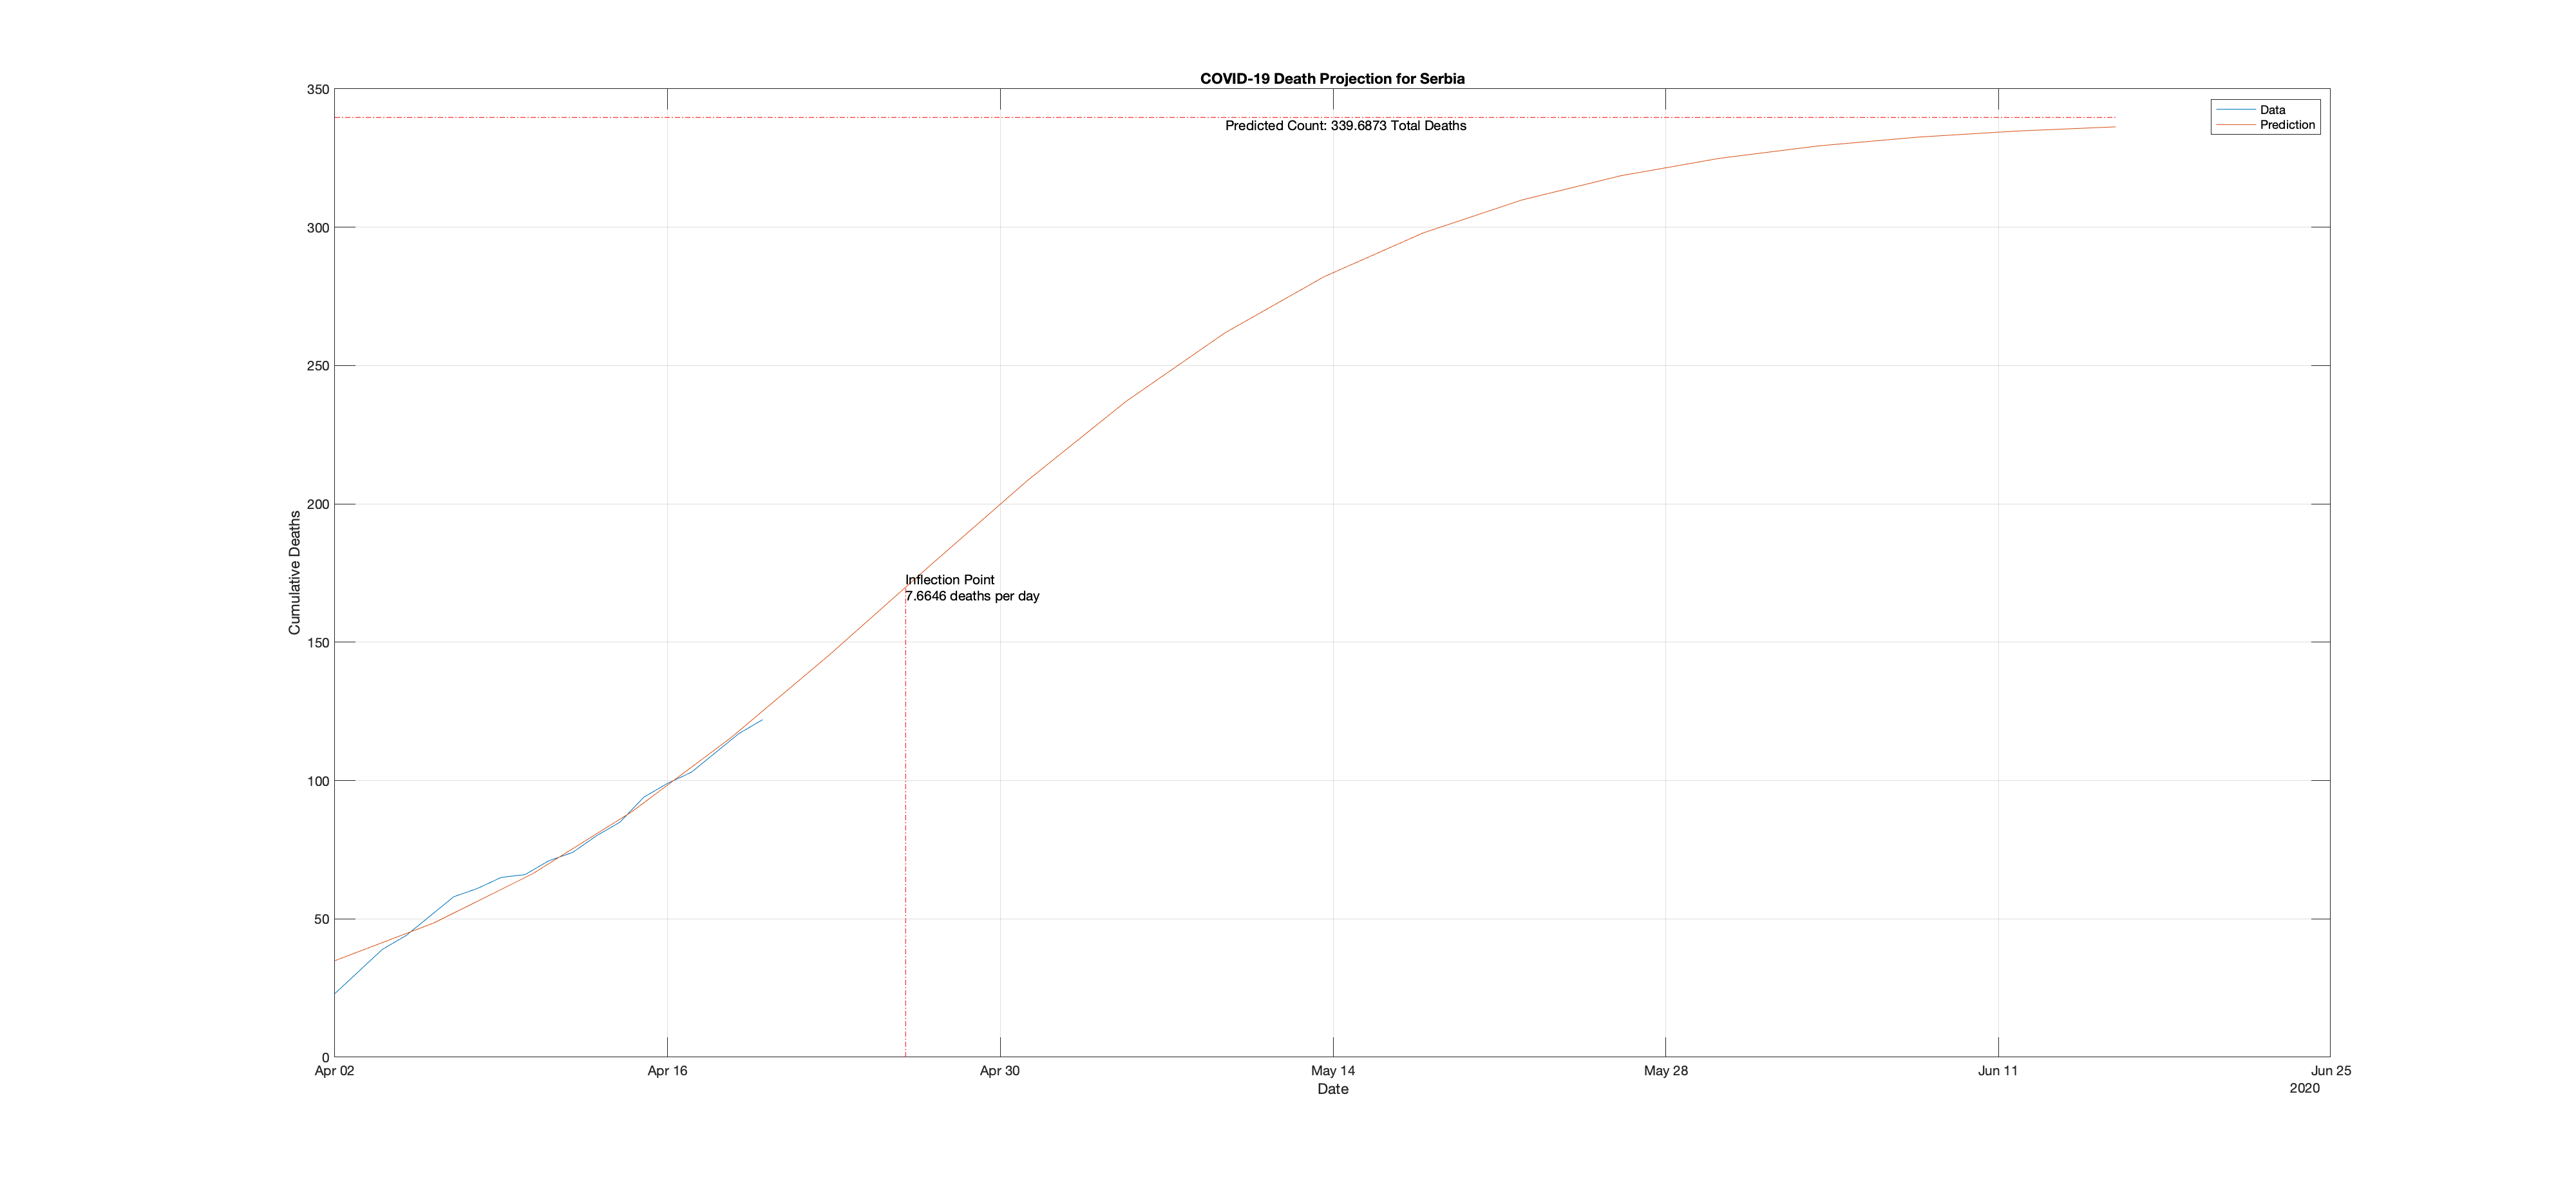 COVID-19 Death Projection for Serbia
350
300
250
200
150
100
50
0
Cumulative Deaths
Predicted Count: 339.6873 Total Deaths
Data
Prediction
Inflection Point
7.6646 deaths per day
Apr 02
Apr 16
Apr 30
May 14
May 28
Jun 11
Jun 25
Date
2020